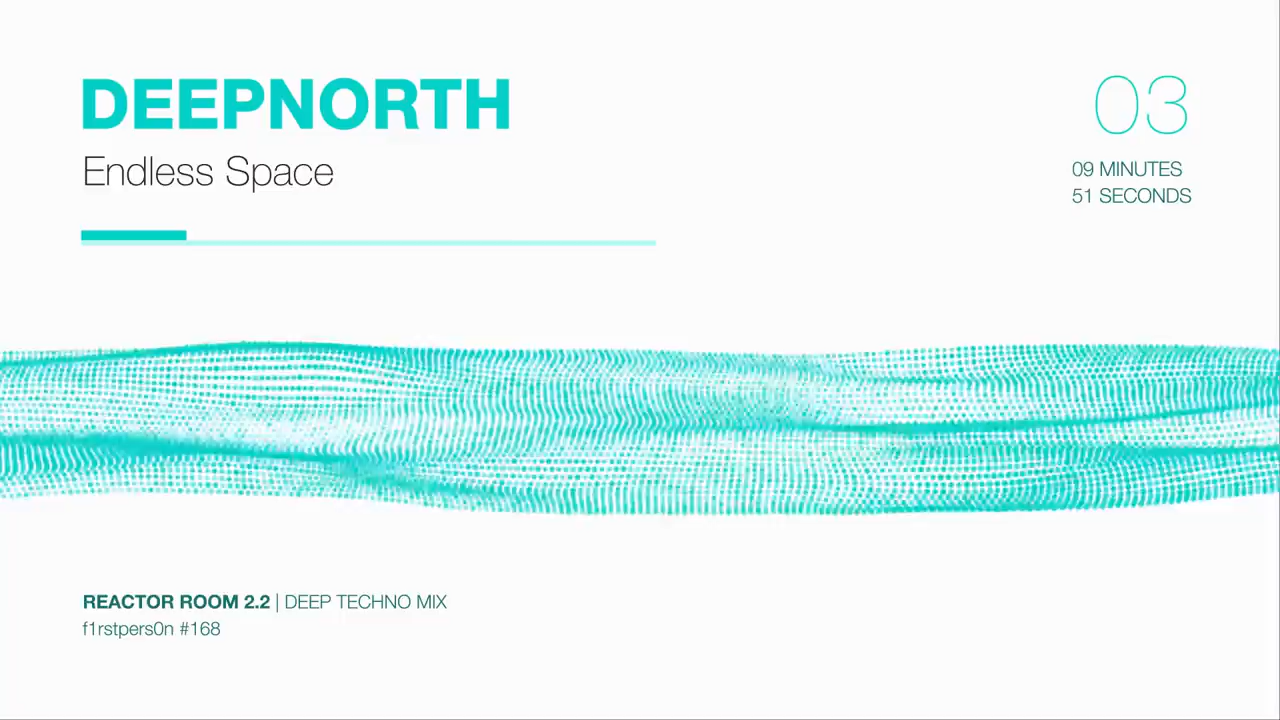 DEEPNORTH
Endless Space
03
09 MINUTES
51 SECONDS
REACTOR ROOM 2.2 | DEEP TECHNO MIX
f1rstpers0n #168